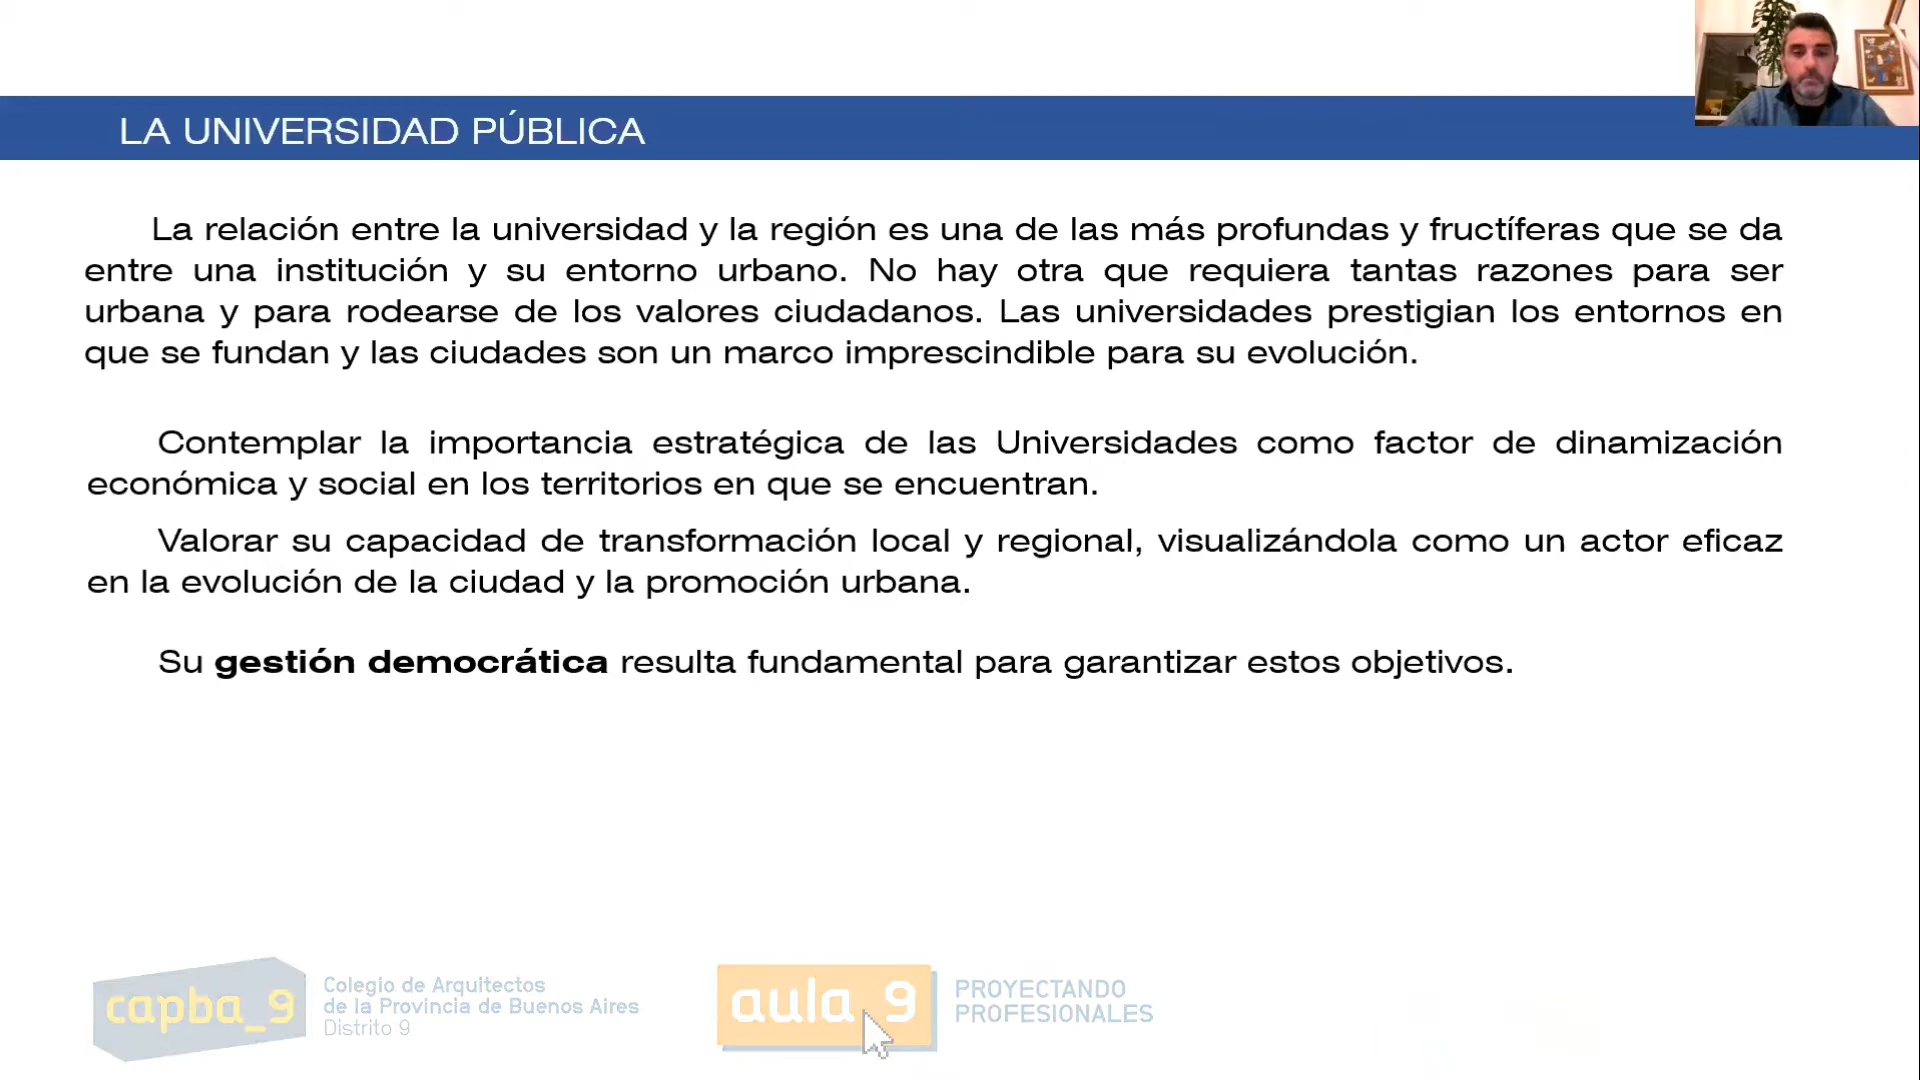 LA UNIVERSIDAD PÚBLICA
La relación entre la universidad y la región es una de las más profundas y fructíferas que se da
entre una institución y su entorno urbano. No hay otra que requiera tantas razones para ser
urbana y para rodearse de los valores ciudadanos. Las universidades prestigian los entornos en
que se fundan y las ciudades son un marco imprescindible para su evolución.
Contemplar la importancia estratégica de las Universidades como factor de dinamización
económica y social en los territorios en que se encuentran.
Valorar su capacidad de transformación local y regional, visualizándola como un actor eficaz
en la evolución de la ciudad y la promoción urbana.
Su gestión democrática resulta fundamental para garantizar estos objetivos.
capba_9
Colegio de Arquitectos
de la Provincia de Buenos Aires
Distrito 9
aula 9
PROYECTANDO
PROFESIONALES